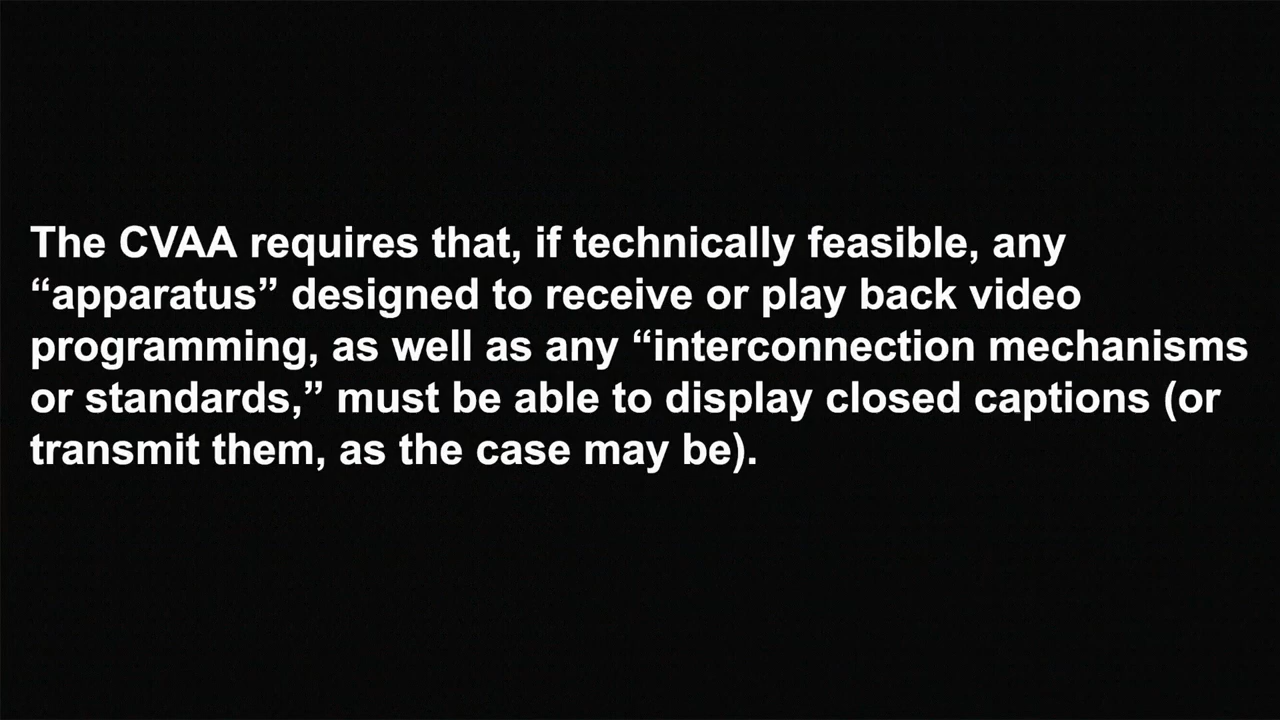 The CVAA requires that, if technically feasible, any
“apparatus” designed to receive or play back video
programming, as well as any “interconnection mechanisms
or standards,” must be able to display closed captions (or
transmit them, as the case may be).